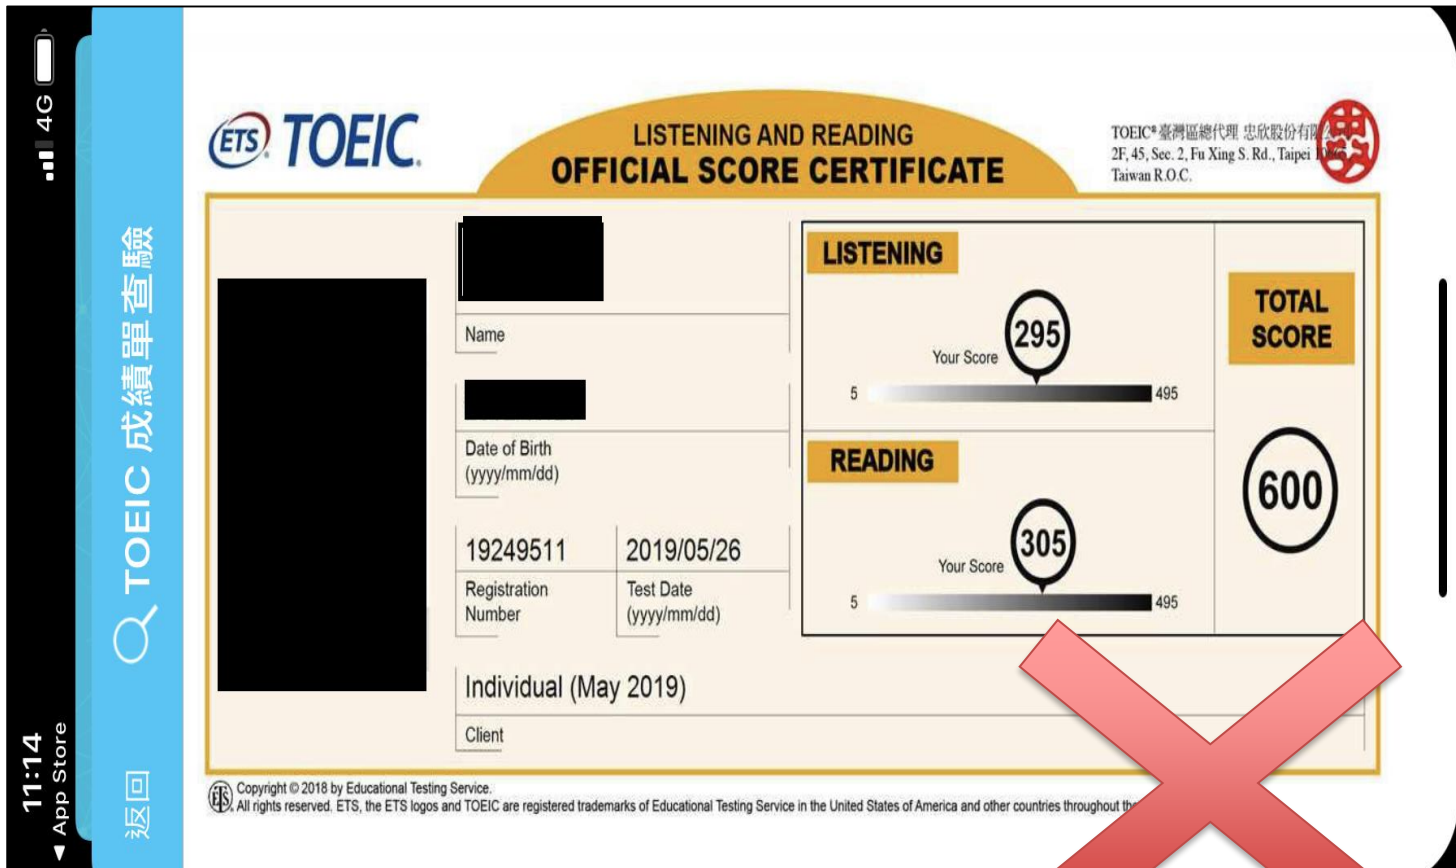 11:14
◀ App Store
4G
返回
TOEIC 成績單查驗
ETS TOEIC.
LISTENING AND READING
OFFICIAL SCORE CERTIFICATE
TOEIC® 臺灣區總代理 忠欣股份有限
2F, 45, Sec. 2, Fu Xing S. Rd., Taipei
Taiwan R.O.C.
Name
Date of Birth
(yyyy/mm/dd)
19249511
Registration
Number
2019/05/26
Test Date
(yyyy/mm/dd)
Individual (May 2019)
Client
LISTENING
295
Your Score
5
495
READING
305
Your Score
5
495
TOTAL
SCORE
600
ETS
Copyright © 2018 by Educational Testing Service.
All rights reserved. ETS, the ETS logos and TOEIC are registered trademarks of Educational Testing Service in the United States of America and other countries throughout